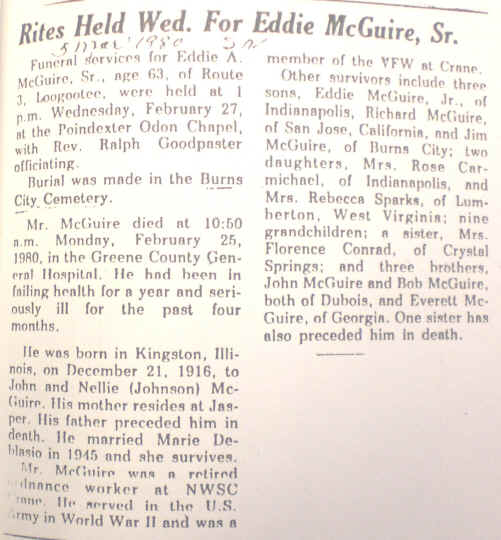 Rites Held Wed. For Eddie McGuire, Sr.
5 Mar 1980
Funeral services for Eddie A.
McGuire, Sr., age 63, of Route
3, Loogootee, were held at 1
p.m. Wednesday, February 27,
at the Poindexter Odon Chapel,
with Rev. Ralph Goodpaster
officiating.
Burial was made in the Burns
City Cemetery.
Mr. McGuire died at 10:50
a.m. Monday, February 25,
1980, in the Greene County Gen-
eral Hospital. He had been in
failing health for a year and seri-
ously ill for the past four
months.
He was born in Kingston, Illi-
nois, on December 21, 1916, to
John and Nellie (Johnson) Mc-
Guire. His mother resides at Jas-
per. His father preceded him in
death. He married Marie De-
blasio in 1945 and she survives.
Mr. McGuire was a retired
ordnance worker at NWSC
Crane. He served in the U.S.
Army in World War II and was a
member of the VFW at Crane.
Other survivors include three
sons, Eddie McGuire, Jr., of
Indianapolis, Richard McGuire,
of San Jose, California, and Jim
McGuire, of Burns City; two
daughters, Mrs. Rose Car-
michael, of Indianapolis, and
Mrs. Rebecca Sparks, of Lum-
herton, West Virginia; nine
grandchildren; a sister, Mrs.
Florence Conrad, of Crystal
Springs; and three brothers,
John McGuire and Bob McGuire,
both of Dubois, and Everett Mc-
Guire, of Georgia. One sister has
also preceded him in death.